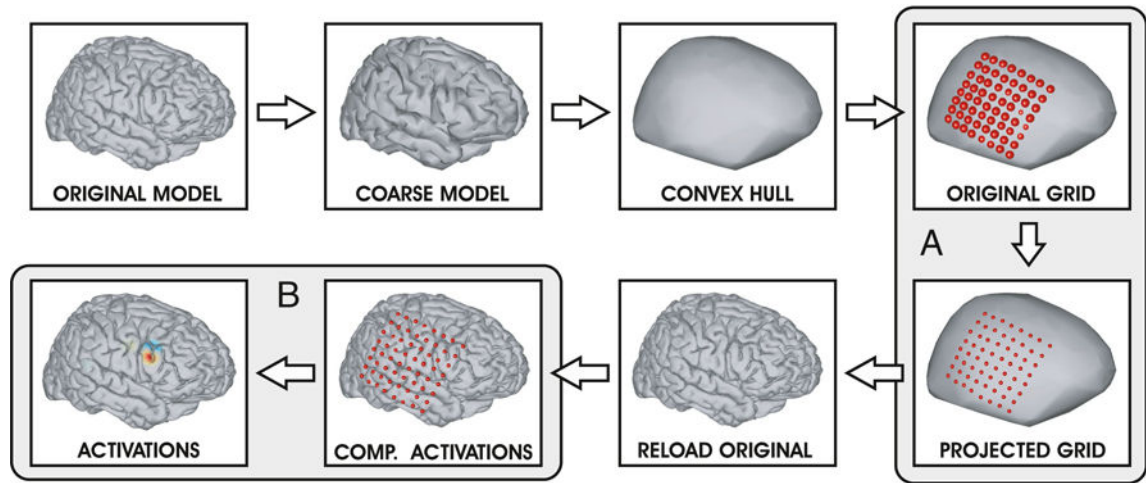 ORIGINAL MODEL
COARSE MODEL
CONVEX HULL
ORIGINAL GRID
A
B
ACTIVATIONS
COMP. ACTIVATIONS
RELOAD ORIGINAL
PROJECTED GRID